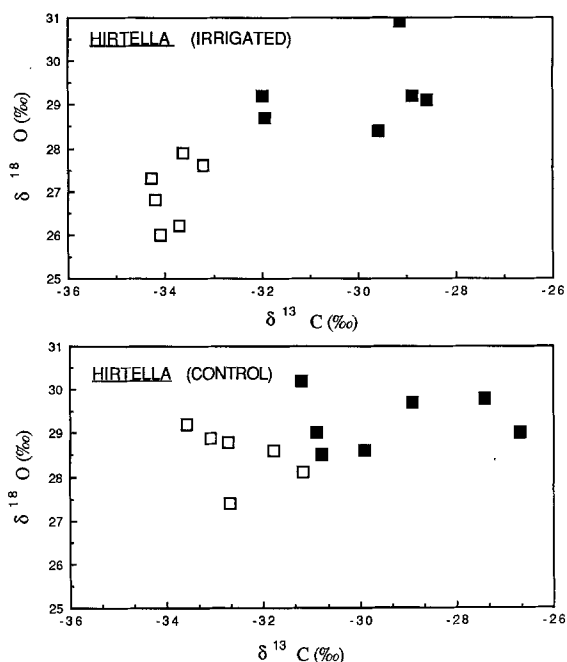 HIRTELLA (IRRIGATED)
31
30
29
28
27
26
25
δ 18 O (‰)
-36 -34 -32 -30 -28 -26
δ 13 C (‰)
HIRTELLA (CONTROL)
31
30
29
28
27
26
25
δ 18 O (‰)
-36 -34 -32 -30 -28 -26
δ 13 C (‰)